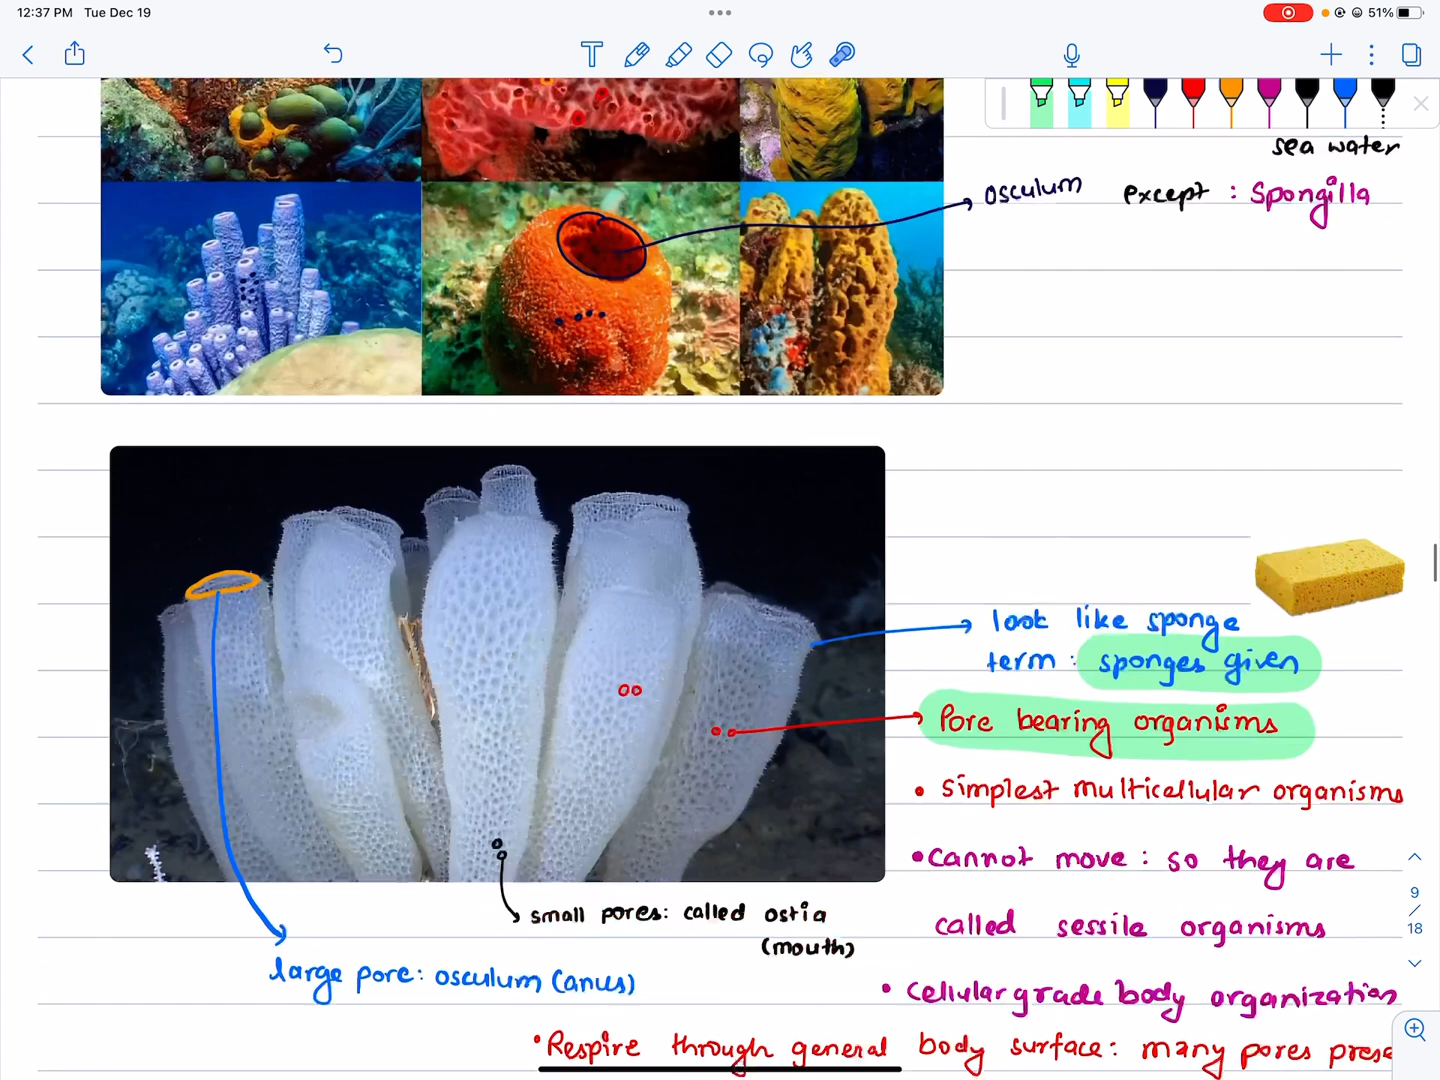 12:37 PM Tue Dec 19
51%
sea water
osculum except : Spongilla
look like sponge
term : sponges given
Pore bearing organisms
• simplest multicellular organisms
• cannot move : so they are
called sessile organisms
9
/
18
small pores: called ostia
(mouth)
large pore: osculum (anus)
• cellular grade body organization
• Respire through general body surface: many pores prese